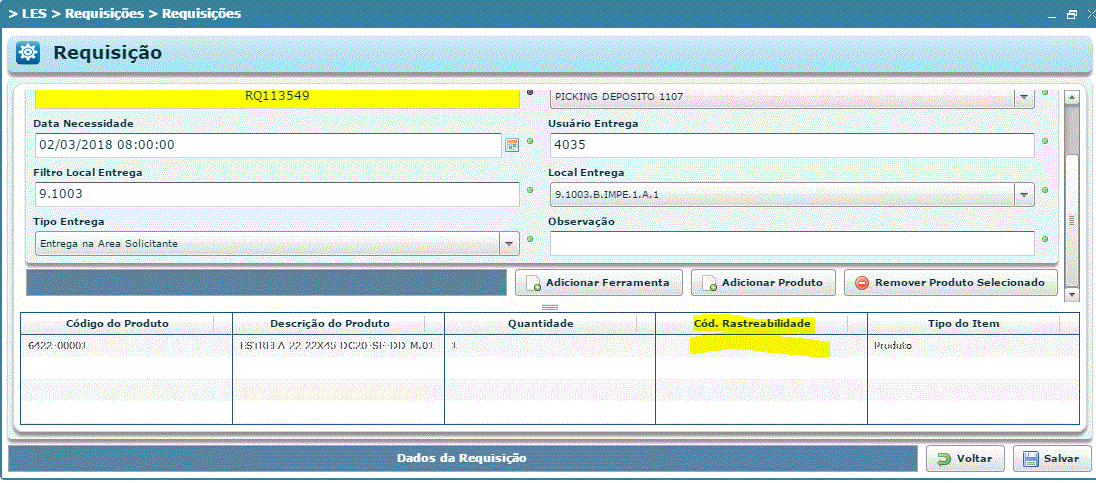 > LES > Requisições > Requisições
Requisição
RQ113549
PICKING DEPOSITO 1107
Data Necessidade
Usuário Entrega
02/03/2018 08:00:00
4035
Filtro Local Entrega
Local Entrega
9.1003
9.1003.B.IMPE.1.A.1
Tipo Entrega
Observação
Entrega na Area Solicitante
Adicionar Ferramenta
Adicionar Produto
Remover Produto Selecionado
Código do Produto
Descrição do Produto
Quantidade
Cód. Rastreabilidade
Tipo do Item
6422-00001
ESTRELA 22 22X45 DC20 SF DD M.01
1
Produto
Dados da Requisição
Voltar
Salvar